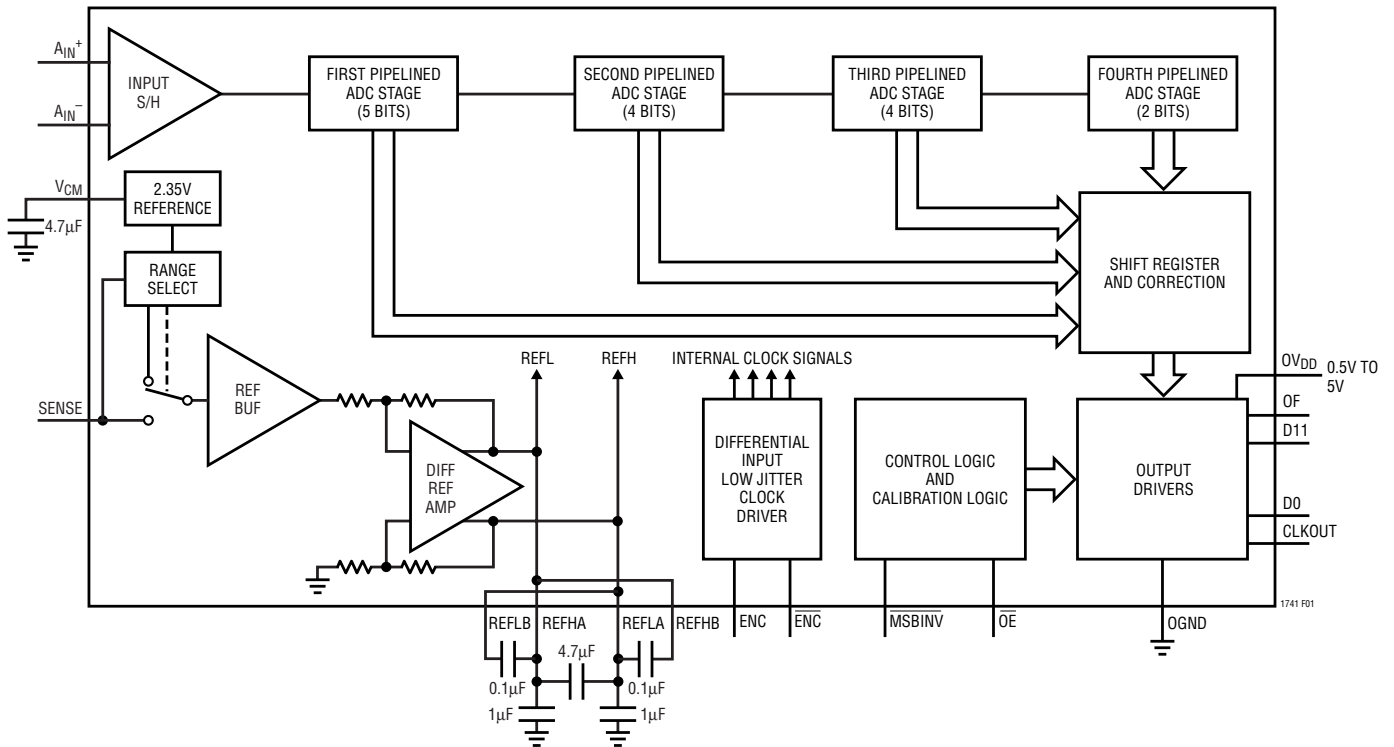 AIN+
AIN–
INPUT
S/H
FIRST PIPELINED
ADC STAGE
(5 BITS)
SECOND PIPELINED
ADC STAGE
(4 BITS)
THIRD PIPELINED
ADC STAGE
(4 BITS)
FOURTH PIPELINED
ADC STAGE
(2 BITS)
VCM
4.7µF
2.35V
REFERENCE
RANGE
SELECT
SHIFT REGISTER
AND CORRECTION
SENSE
REF
BUF
DIFF
REF
AMP
REFL
REFH
INTERNAL CLOCK SIGNALS
DIFFERENTIAL
INPUT
LOW JITTER
CLOCK
DRIVER
CONTROL LOGIC
AND
CALIBRATION LOGIC
OUTPUT
DRIVERS
OVDD
0.5V TO
5V
OF
D11
D0
CLKOUT
1741 F01
REFLB
REFHA
REFLA
REFHB
ENC
E̅N̅C̅
M̅S̅B̅I̅N̅V̅
O̅E̅
OGND
4.7µF
0.1µF
0.1µF
1µF
1µF